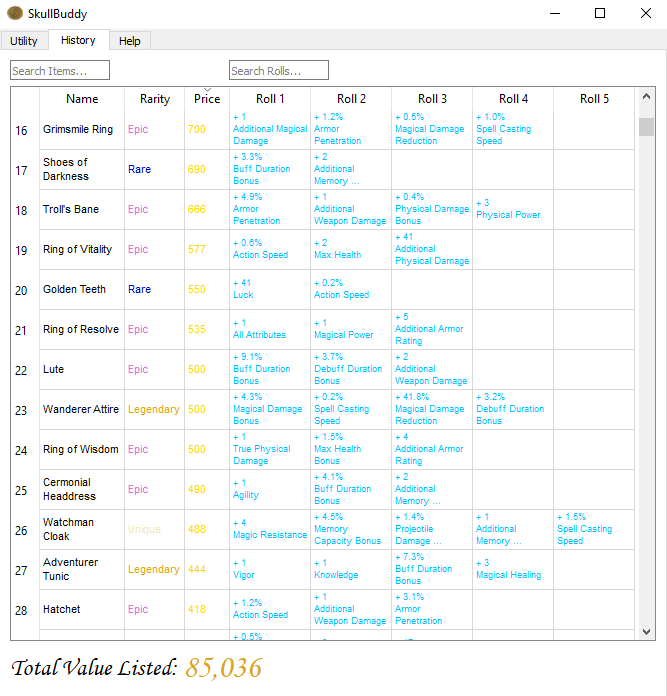 SkullBuddy
Utility History Help
Search Items... Search Rolls...
Name Rarity Price Roll 1 Roll 2 Roll 3 Roll 4 Roll 5
16 Grimsmile Ring Epic 700 + 1 Additional Magical Damage + 1.2% Armor Penetration + 0.5% Magical Damage Reduction + 1.0% Spell Casting Speed
17 Shoes of Darkness Rare 690 + 3.3% Buff Duration Bonus + 2 Additional Memory ...
18 Troll's Bane Epic 666 + 4.9% Armor Penetration + 1 Additional Weapon Damage + 0.4% Physical Damage Bonus + 3 Physical Power
19 Ring of Vitality Epic 577 + 0.6% Action Speed + 2 Max Health + 41 Additional Physical Damage
20 Golden Teeth Rare 550 + 41 Luck + 0.2% Action Speed
21 Ring of Resolve Epic 535 + 1 All Attributes + 1 Magical Power + 5 Additional Armor Rating
22 Lute Epic 500 + 9.1% Buff Duration Bonus + 3.7% Debuff Duration Bonus + 2 Additional Weapon Damage
23 Wanderer Attire Legendary 500 + 4.3% Magical Damage Bonus + 0.2% Spell Casting Speed + 41.8% Magical Damage Reduction + 3.2% Debuff Duration Bonus
24 Ring of Wisdom Epic 500 + 1 True Physical Damage + 1.5% Max Health Bonus + 4 Additional Armor Rating
25 Cermonial Headdress Epic 490 + 1 Agility + 4.1% Buff Duration Bonus + 2 Additional Memory ...
26 Watchman Cloak Unique 488 + 4 Magic Resistance + 4.5% Memory Capacity Bonus + 1.4% Projectile Damage ... + 1 Additional Memory ... + 1.5% Spell Casting Speed
27 Adventurer Tunic Legendary 444 + 1 Vigor + 1 Knowledge + 7.3% Buff Duration Bonus + 3 Magical Healing
28 Hatchet Epic 418 + 1.2% Action Speed + 1 Additional Weapon Damage + 3.1% Armor Penetration
+ 0.5%
Total Value Listed: 85,036